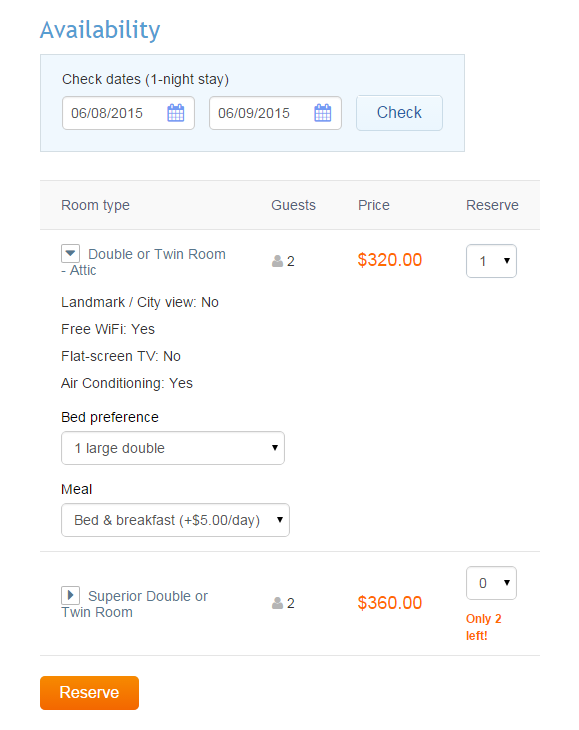 Availability
Check dates (1-night stay)
06/08/2015 06/09/2015 Check
Room type Guests Price Reserve
Double or Twin Room 2 $320.00 1
- Attic
Landmark / City view: No
Free WiFi: Yes
Flat-screen TV: No
Air Conditioning: Yes
Bed preference
1 large double
Meal
Bed & breakfast (+$5.00/day)
Superior Double or 2 $360.00 0
Twin Room
Only 2
left!
Reserve